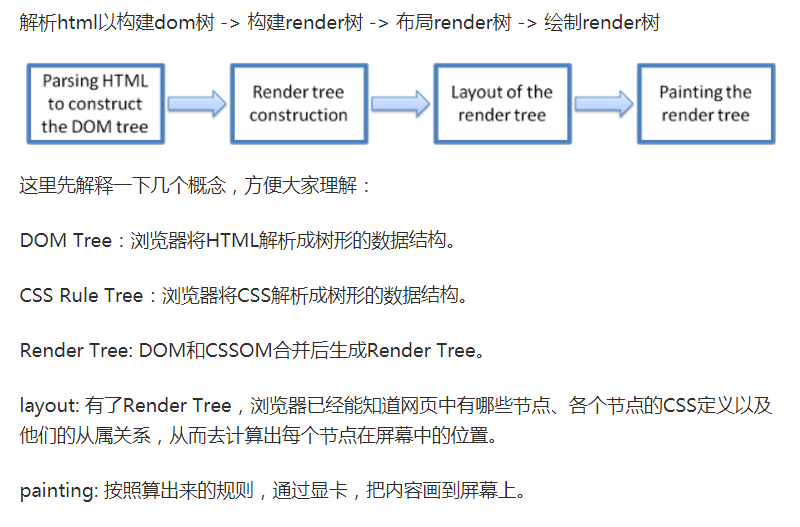 解析html以构建dom树 -> 构建render树 -> 布局render树 -> 绘制render树
Parsing HTML
to construct
the DOM tree
Render tree
construction
Layout of the
render tree
Painting the
render tree
这里先解释一下几个概念，方便大家理解：
DOM Tree：浏览器将HTML解析成树形的数据结构。
CSS Rule Tree：浏览器将CSS解析成树形的数据结构。
Render Tree: DOM和CSSOM合并后生成Render Tree。
layout: 有了Render Tree，浏览器已经能知道网页中有哪些节点、各个节点的CSS定义以及
他们的从属关系，从而去计算出每个节点在屏幕中的位置。
painting: 按照算出来的规则，通过显卡，把内容画到屏幕上。